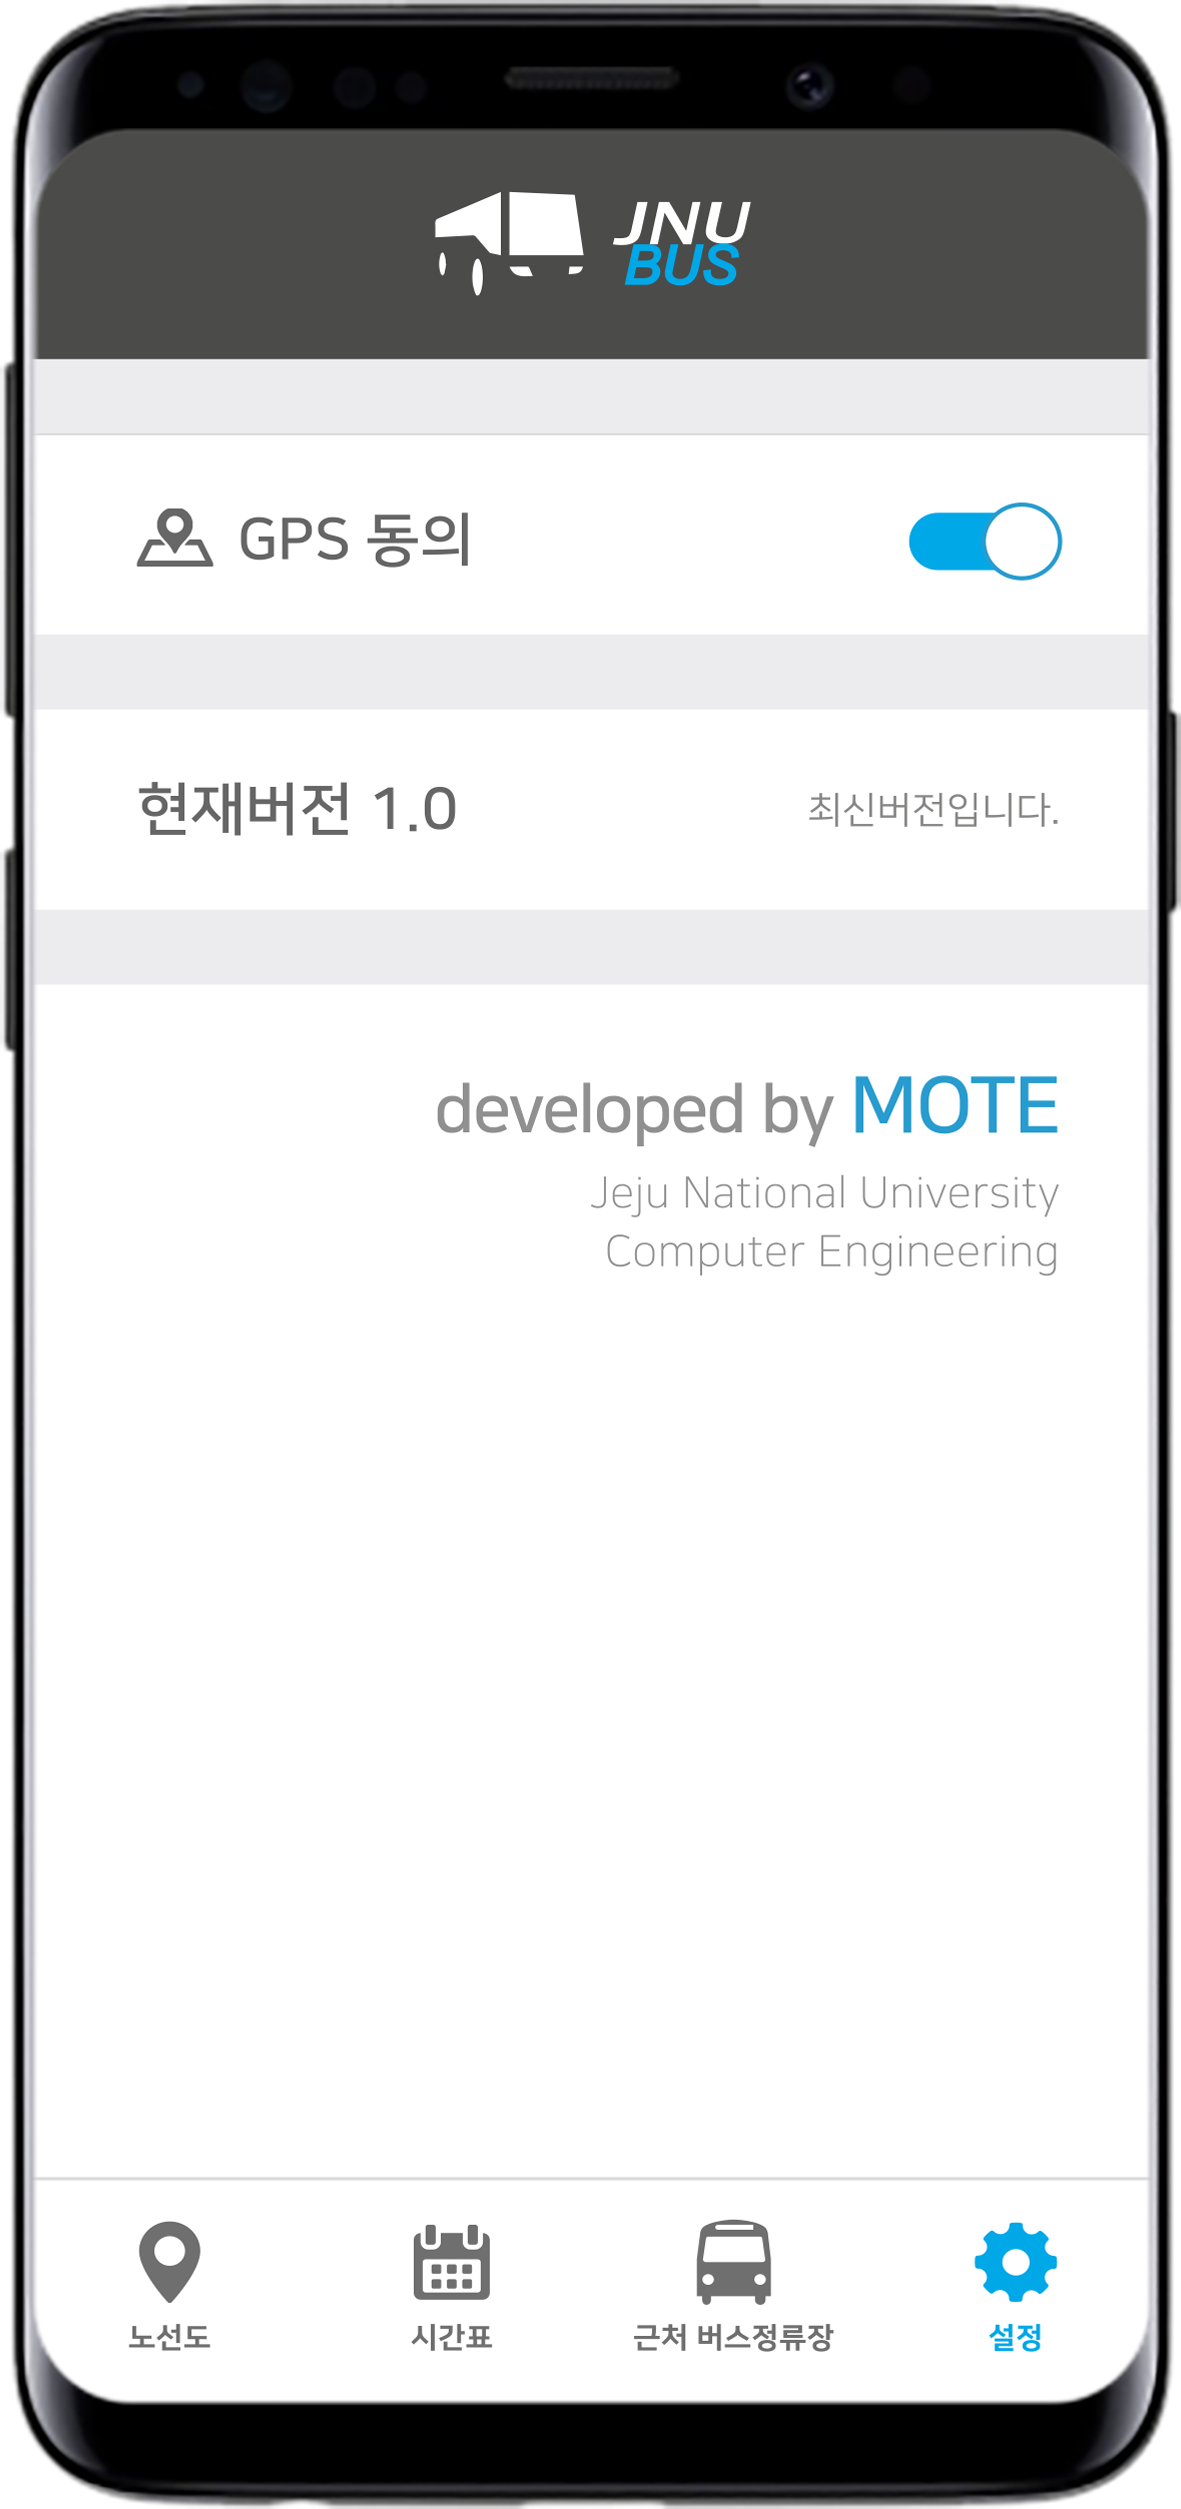 JNU
BUS
GPS 동의
현재버전 1.0
최신버전입니다.
developed by MOTE
Jeju National University
Computer Engineering
노선도
시간표
근처 버스정류장
설정